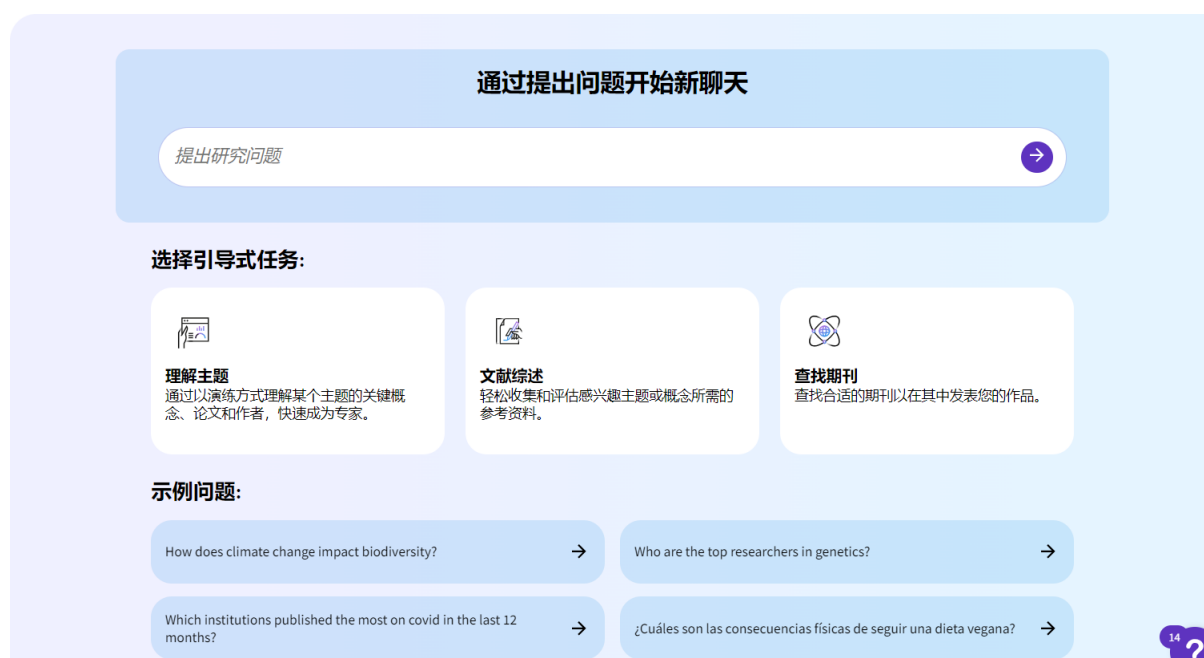 通过提出问题开始新聊天
提出研究问题
选择引导式任务:
理解主题
通过以演练方式理解某个主题的关键概
念、论文和作者，快速成为专家。
文献综述
轻松收集和评估感兴趣主题或概念所需的
参考资料。
查找期刊
查找合适的期刊以在其中发表您的作品。
示例问题:
How does climate change impact biodiversity?
Who are the top researchers in genetics?
Which institutions published the most on covid in the last 12
months?
¿Cuáles son las consecuencias físicas de seguir una dieta vegana?
14
?